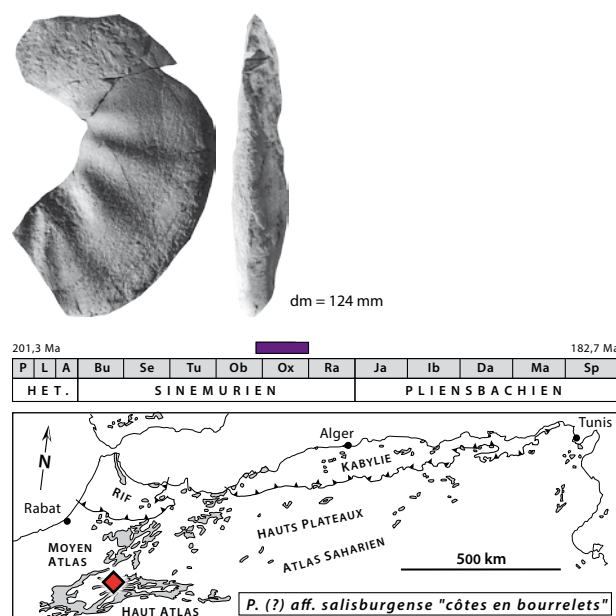 dm = 124 mm
201,3 Ma 182,7 Ma
P L A Bu Se Tu Ob Ox Ra Ja Ib Da Ma Sp
HET. SINEMURIEN PLIENSBACHIEN
Tunis
Alger
KABYLIE
N
RIF
Rabat
HAUTS PLATEAUX
MOYEN
ATLAS
ATLAS SAHARIEN
500 km
HAUT ATLAS
P. (?) aff. salisburgense "côtes en bourrelets"